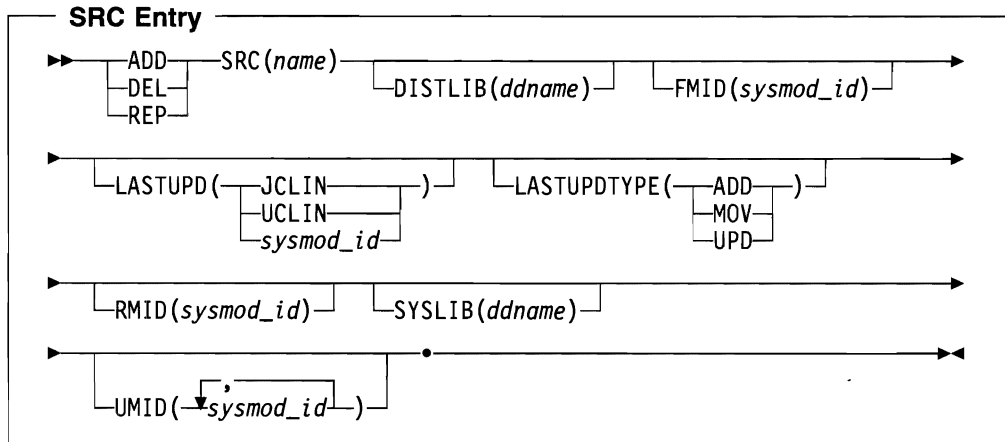 SRC Entry
ADD SRC(name)
DEL DISTLIB(ddname) FMID(sysmod_id)
REP
LASTUPD( JCLIN ) LASTUPDTYPE( ADD )
UCLIN MOV
sysmod_id UPD
RMID(sysmod_id) SYSLIB(ddname)
,
UMID( sysmod_id )